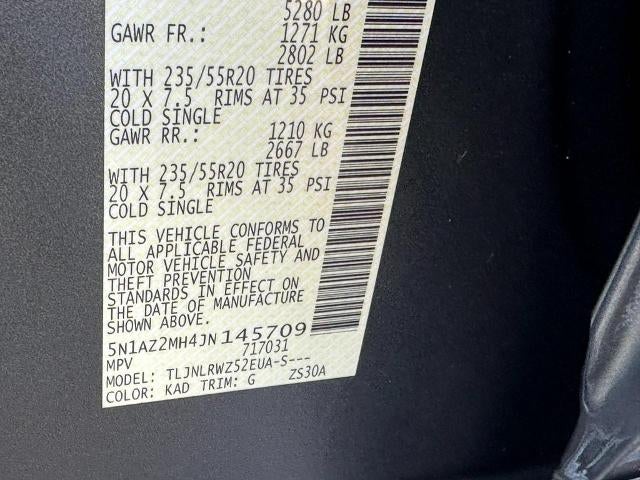 5280 LB
GAWR FR.: 1271 KG
2802 LB
WITH 235/55R20 TIRES
20 X 7.5 RIMS AT 35 PSI
COLD SINGLE
GAWR RR.: 1210 KG
2667 LB
WITH 235/55R20 TIRES
20 X 7.5 RIMS AT 35 PSI
COLD SINGLE
THIS VEHICLE CONFORMS TO
ALL APPLICABLE FEDERAL
MOTOR VEHICLE SAFETY AND
THEFT PREVENTION
STANDARDS IN EFFECT ON
THE DATE OF MANUFACTURE
SHOWN ABOVE.
5N1AZ2MH4JN145709
MPV 717031
MODEL: TLJNLRWZ52EUA-S---
COLOR: KAD TRIM: G ZS30A